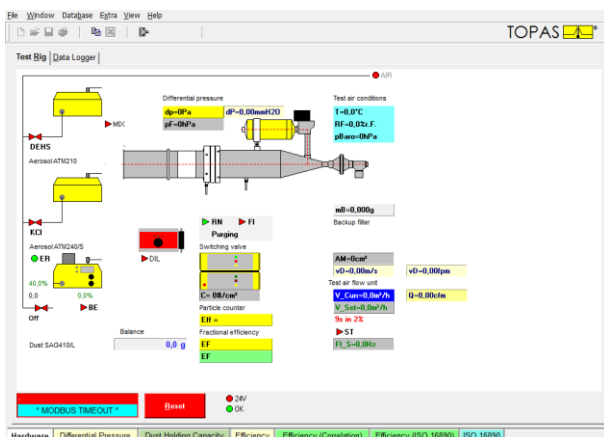 File Window Database Extra View Help
TOPAS
Test Rig Data Logger
AIR
Differential pressure
Test air conditions
dp=0Pa dP=0,00mmH2O
T=0,0°C
pF=0hPa
RF=0,0%r.F.
MIX
pBaro=0hPa
DEHS
Aerosol ATM210
mB=0,000g
RN FI
Backup filter
KCl
Purging
Aerosol ATM240/S
Switching valve
ER
DIL
AM=0cm²
vD=0,00m/s vD=0,00fpm
40,0%
Test air flow unit
0,0 0,0%
C= 0#/cm³
V_Curr=0,0m³/h Q=0,00cfm
BE
Particle counter
V_Set=0,0m³/h
Off
Eff =
9s in 2%
Balance
Fractional efficiency
ST
Dust SAG410/L
0,0 g
EF
FI_S=0,0Hz
EF
24V
* MODBUS TIMEOUT *
Reset
OK
Hardware Differential Pressure Dust Holding Capacity Efficiency Efficiency (Correlation) Efficiency (ISO 16890) ISO 16890